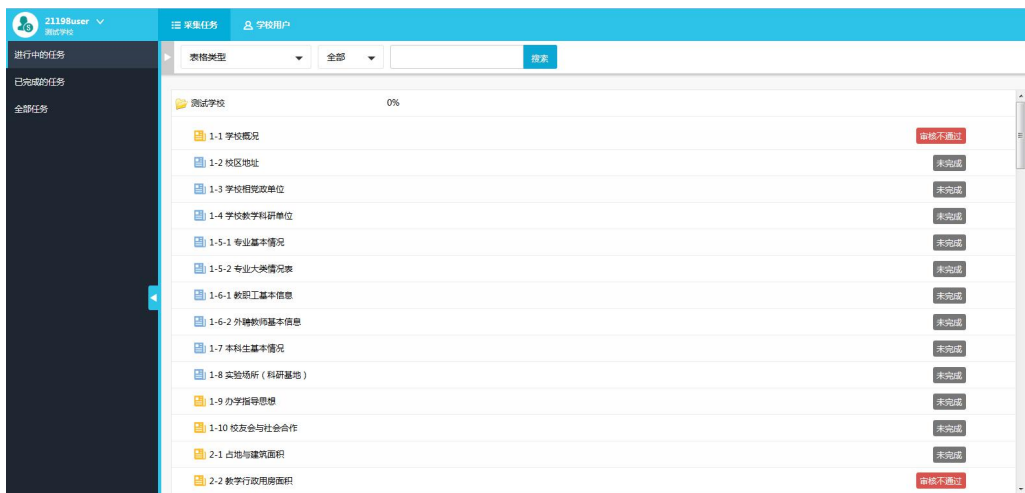 21198user
测试学校
采集任务 学校用户
进行中的任务
已完成的任务
全部任务
表格类型 全部 搜索
测试学校 0%
1-1 学校概况 审核不通过
1-2 校区地址 未完成
1-3 学校相党政单位 未完成
1-4 学校教学科研单位 未完成
1-5-1 专业基本情况 未完成
1-5-2 专业大类情况表 未完成
1-6-1 教职工基本信息 未完成
1-6-2 外聘教师基本信息 未完成
1-7 本科生基本情况 未完成
1-8 实验场所（科研基地） 未完成
1-9 办学指导思想 未完成
1-10 校友会与社会合作 未完成
2-1 占地与建筑面积 未完成
2-2 教学行政用房面积 审核不通过